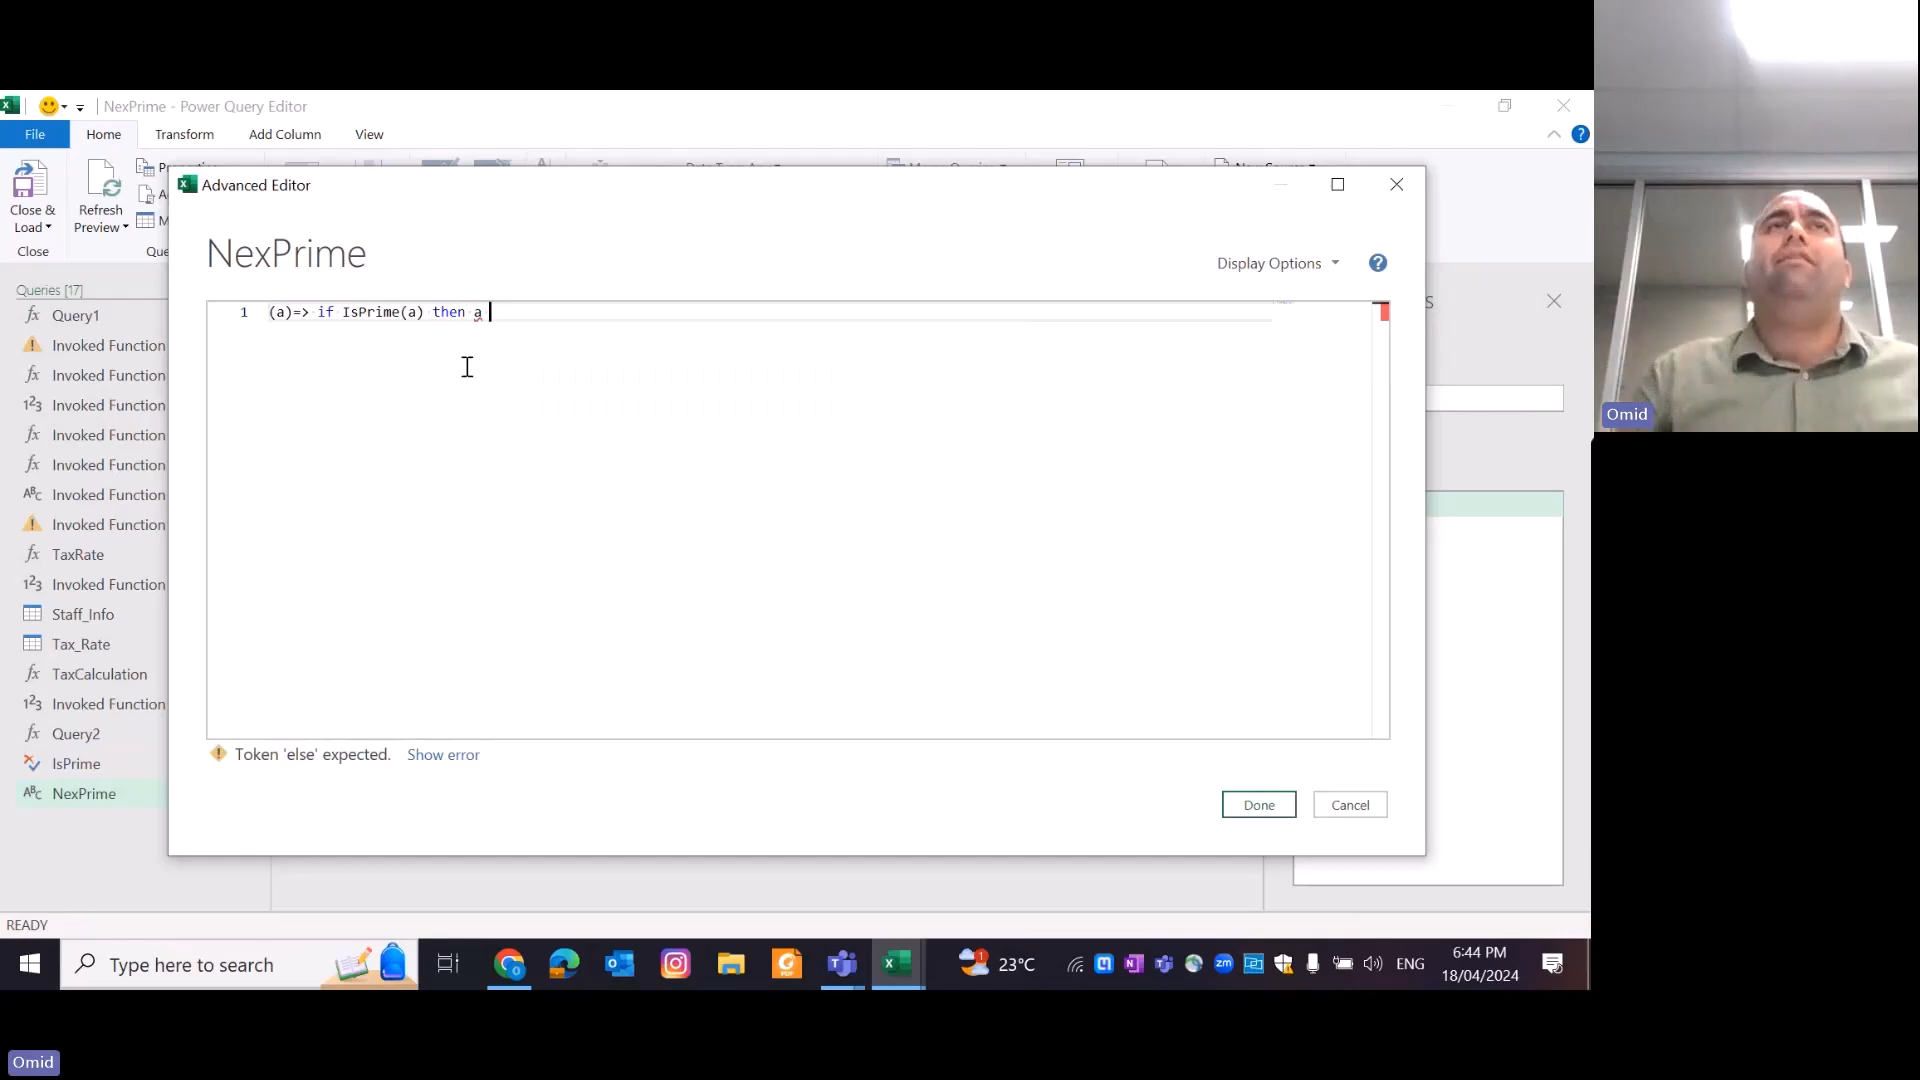 NexPrime - Power Query Editor
File
Home
Transform
Add Column
View
Close &
Load
Close
Refresh
Preview
Advanced Editor
NexPrime
Display Options
Queries [17]
Query1
Invoked Function
Invoked Function
Invoked Function
Invoked Function
Invoked Function
Invoked Function
Invoked Function
TaxRate
Invoked Function
Staff_Info
Tax_Rate
TaxCalculation
Invoked Function
Query2
IsPrime
NexPrime
1 (a)=> if IsPrime(a) then a
Token 'else' expected. Show error
Done
Cancel
READY
Type here to search
23°C
ENG
6:44 PM
18/04/2024
Omid
Omid